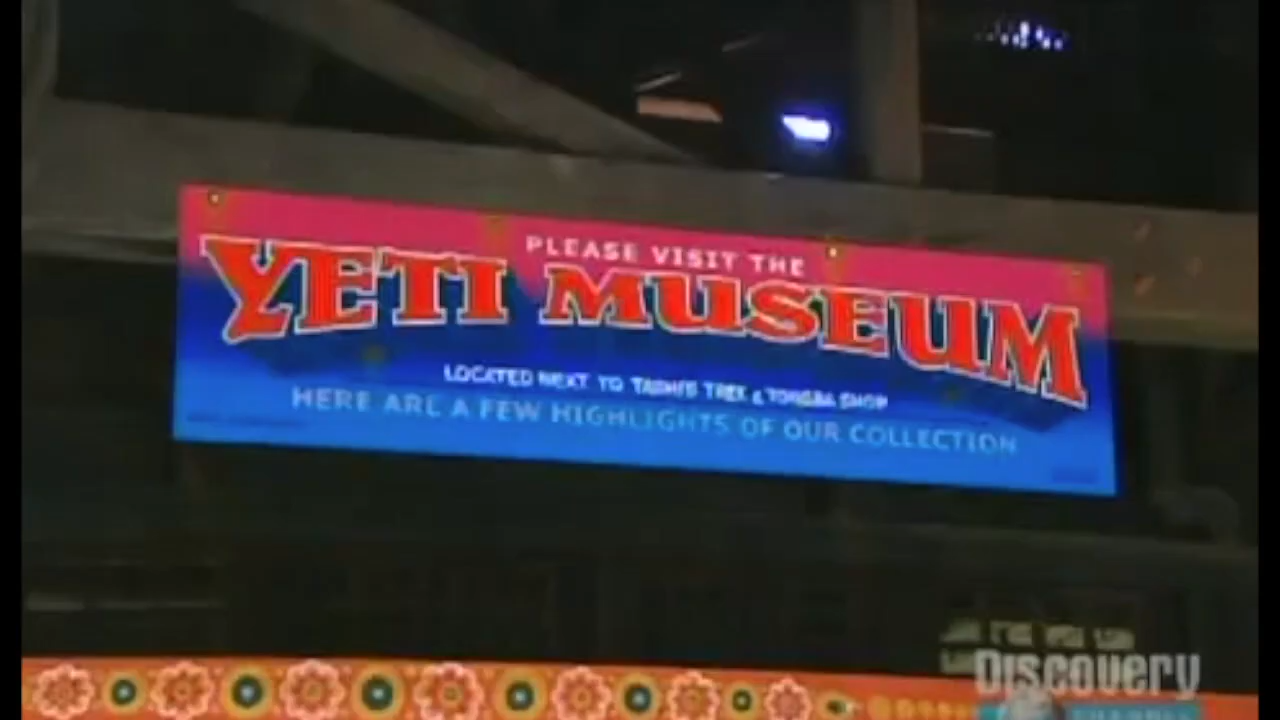 PLEASE VISIT THE
YETI MUSEUM
LOCATED NEXT TO TASHI'S TREK & TONGBA SHOP
HERE ARE A FEW HIGHLIGHTS OF OUR COLLECTION
Discovery
CHANNEL